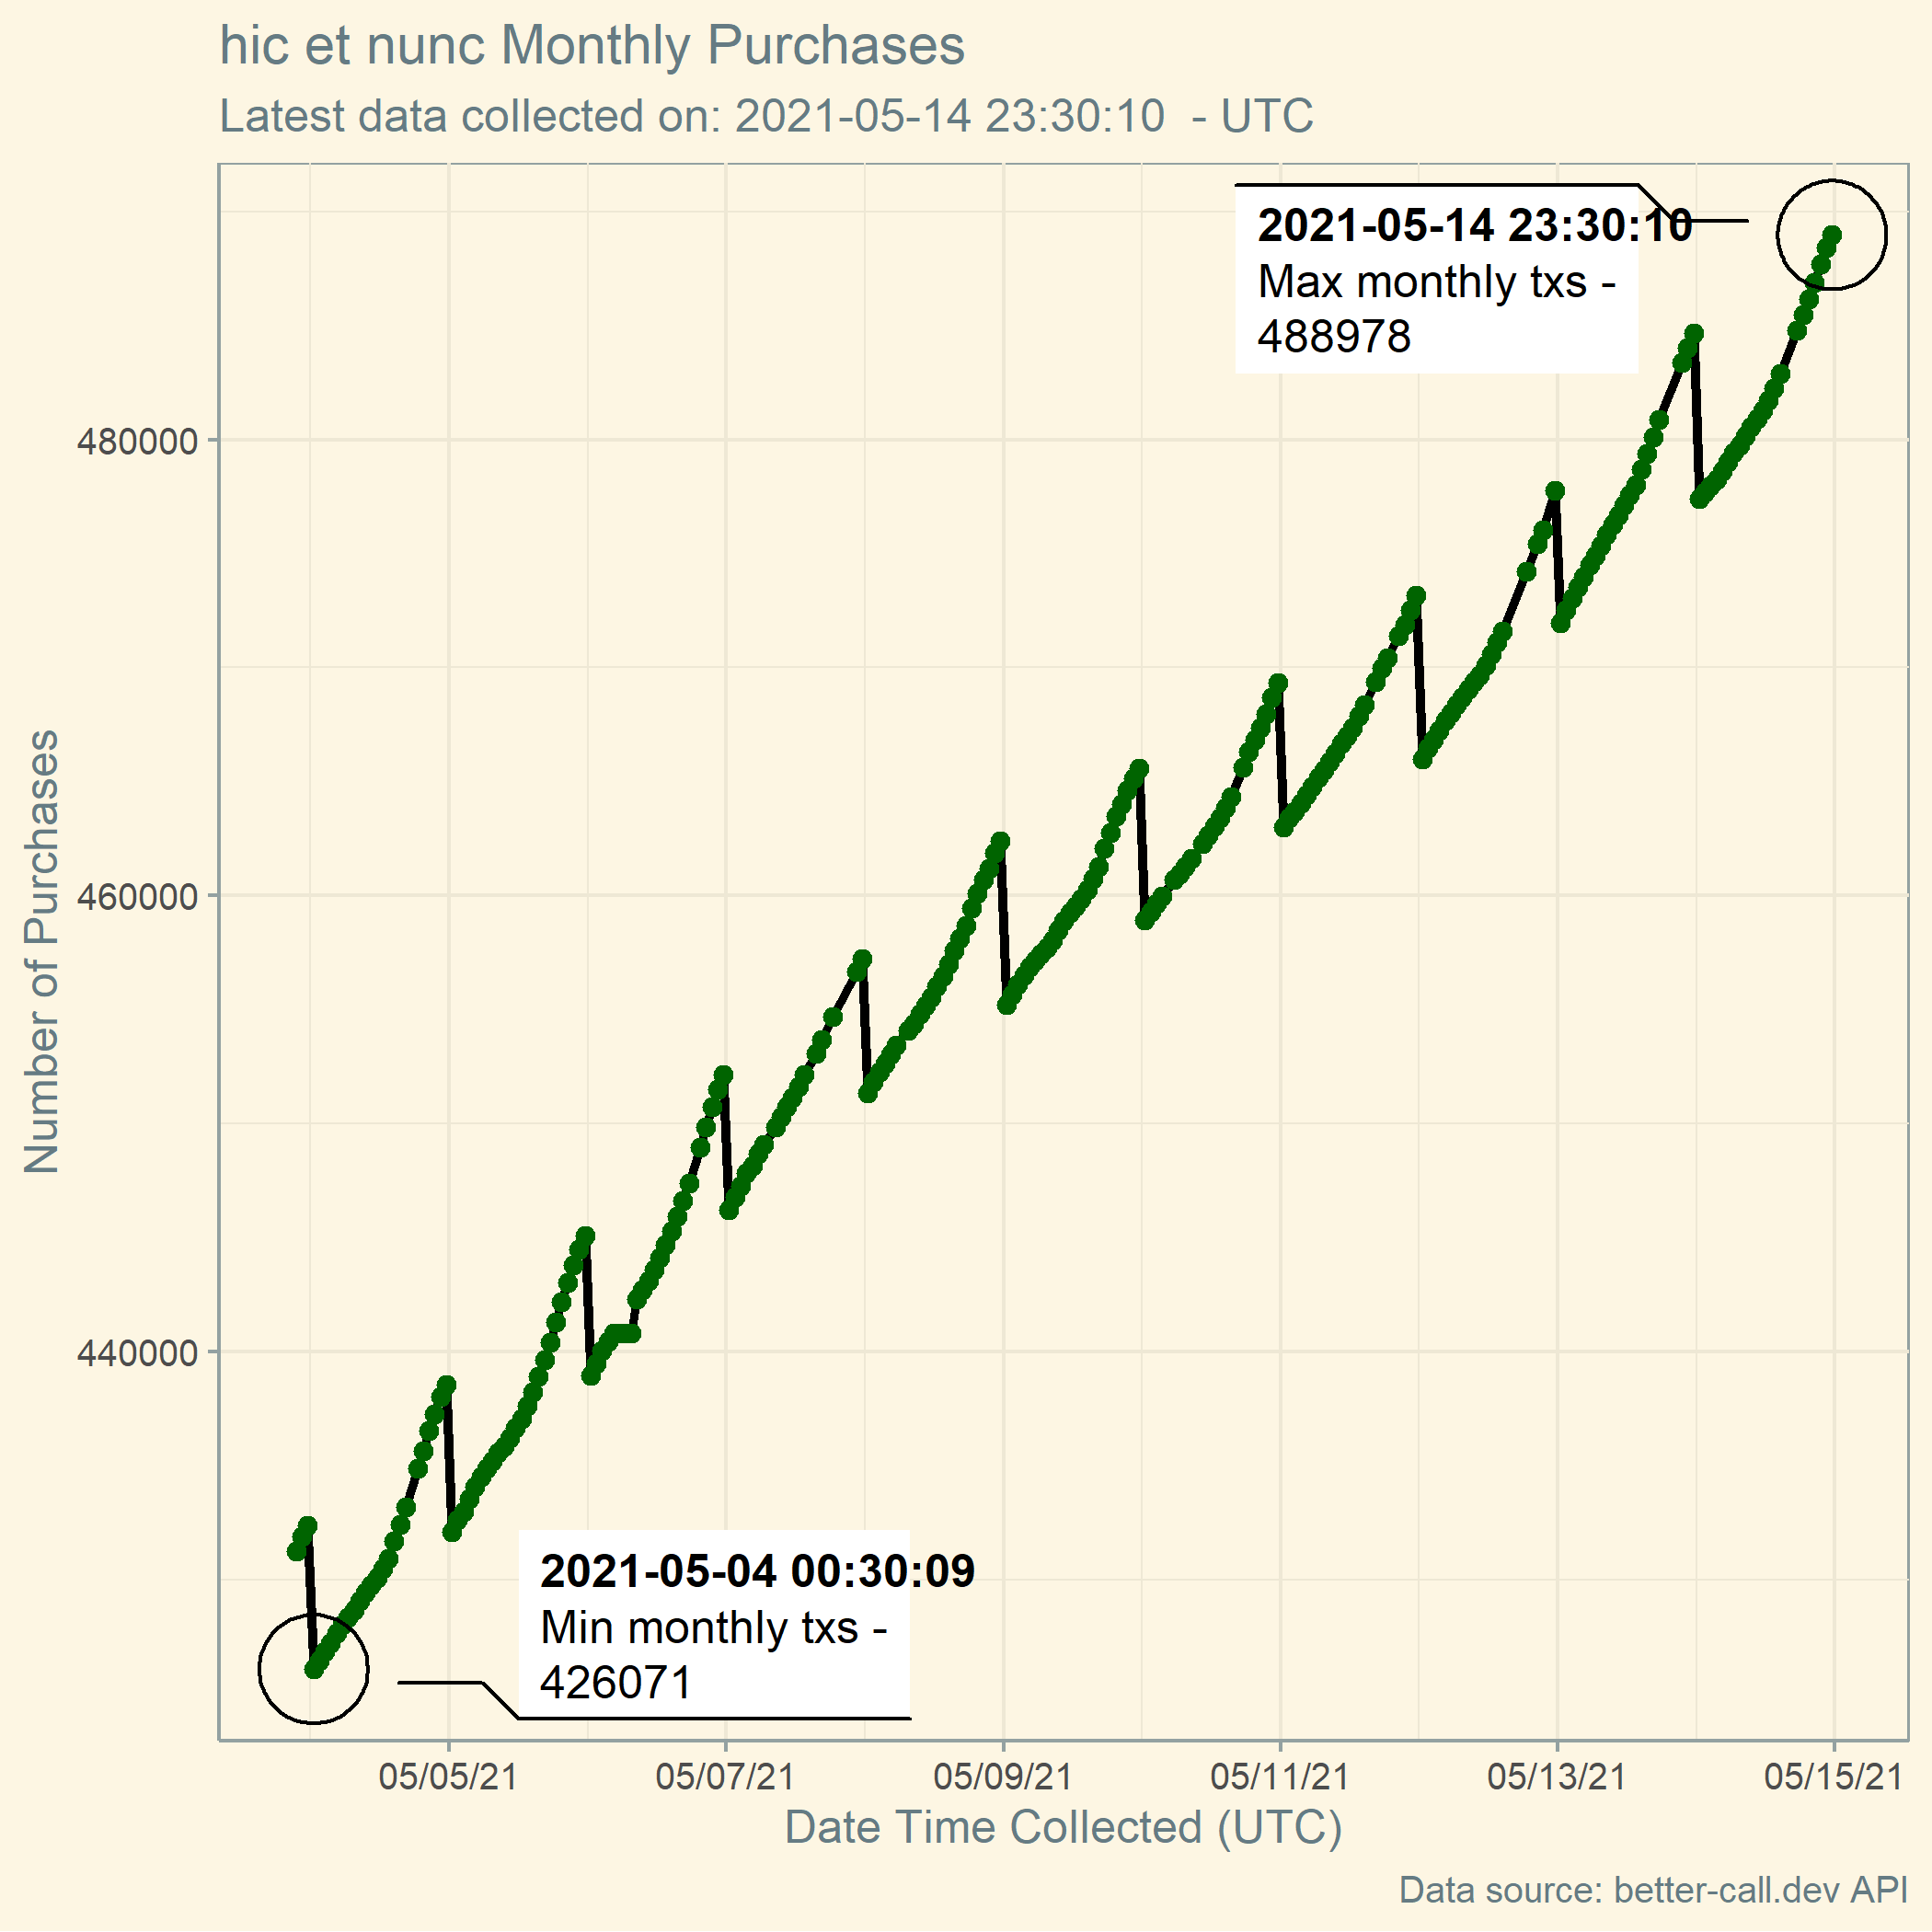 hic et nunc Monthly Purchases
Latest data collected on: 2021-05-14 23:30:10  - UTC
2021-05-14 23:30:10
Max monthly txs -
488978
480000
460000
440000
Number of Purchases
2021-05-04 00:30:09
Min monthly txs -
426071
05/05/21 05/07/21 05/09/21 05/11/21 05/13/21 05/15/21
Date Time Collected (UTC)
Data source: better-call.dev API